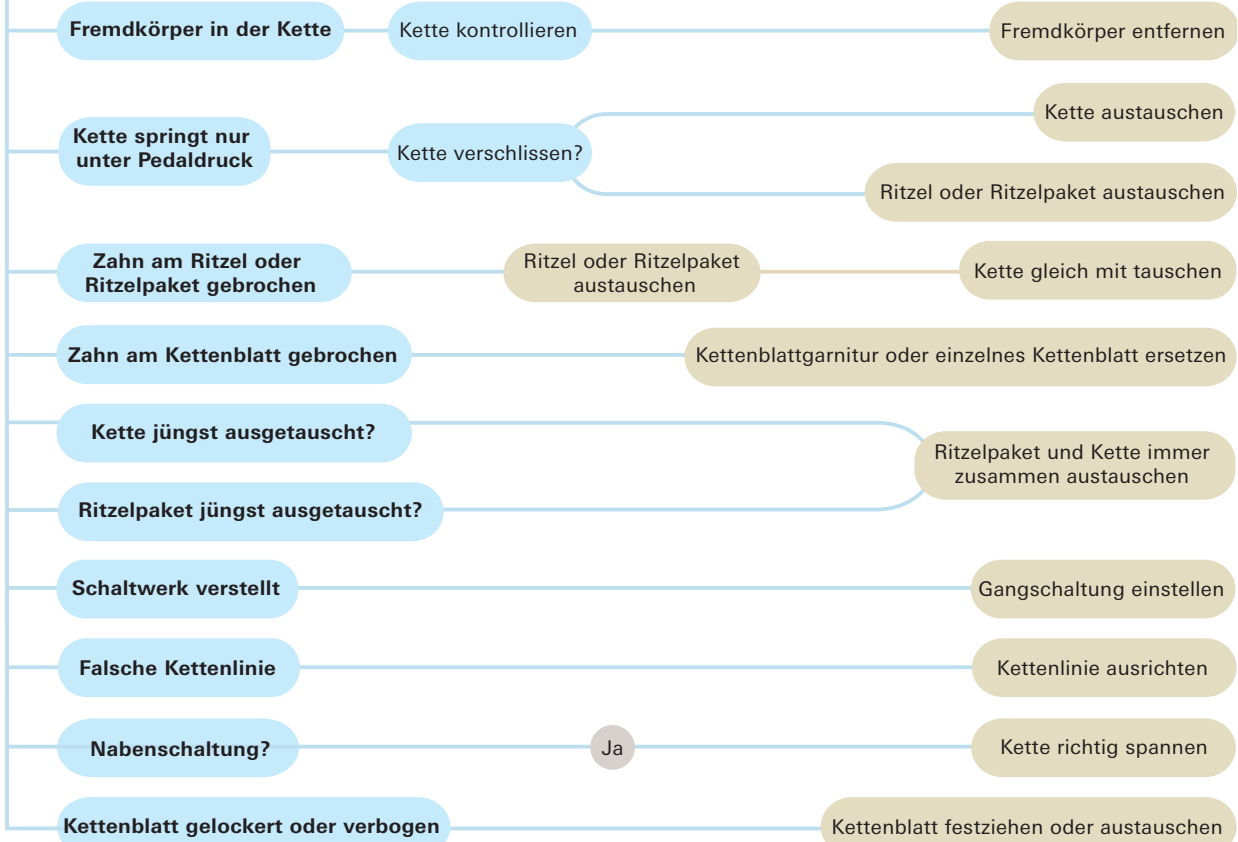 Fremdkörper in der Kette
Kette kontrollieren
Fremdkörper entfernen
Kette springt nur
unter Pedaldruck
Kette verschlissen?
Kette austauschen
Ritzel oder Ritzelpaket austauschen
Zahn am Ritzel oder
Ritzelpaket gebrochen
Ritzel oder Ritzelpaket
austauschen
Kette gleich mit tauschen
Zahn am Kettenblatt gebrochen
Kettenblattgarnitur oder einzelnes Kettenblatt ersetzen
Kette jüngst ausgetauscht?
Ritzelpaket jüngst ausgetauscht?
Ritzelpaket und Kette immer
zusammen austauschen
Schaltwerk verstellt
Gangschaltung einstellen
Falsche Kettenlinie
Kettenlinie ausrichten
Nabenschaltung?
Ja
Kette richtig spannen
Kettenblatt gelockert oder verbogen
Kettenblatt festziehen oder austauschen